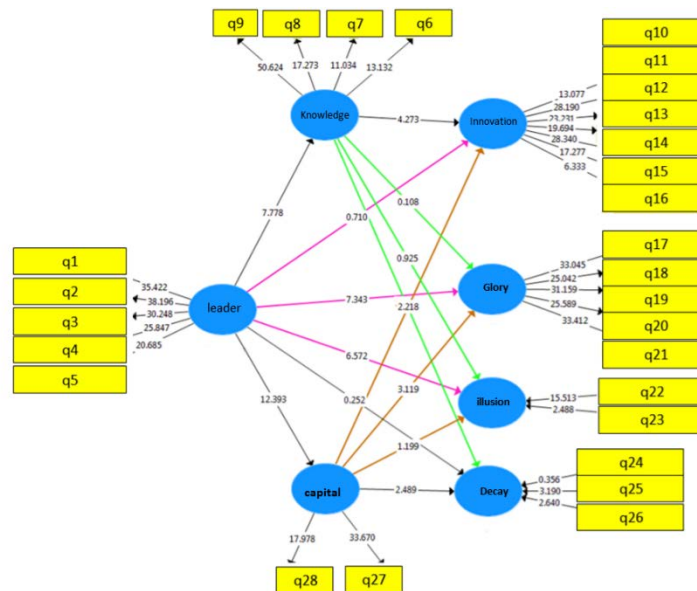 q9
q8
q7
q6
50.624
17.273
11.034
13.132
q10
q11
q12
q13
q14
q15
q16
Knowledge
4.273
Innovation
13.077
28.190
23.231
19.694
28.340
17.277
6.333
7.778
0.710
0.108
0.925
q1
q2
q3
q4
q5
35.422
38.196
30.248
25.847
20.685
leader
7.343
2.218
6.572
Glory
33.045
25.042
31.159
25.589
33.412
q17
q18
q19
q20
q21
12.393
0.252
3.119
1.199
illusion
15.513
2.488
q22
q23
capital
2.489
Decay
0.356
3.190
2.640
q24
q25
q26
17.978
33.670
q28
q27